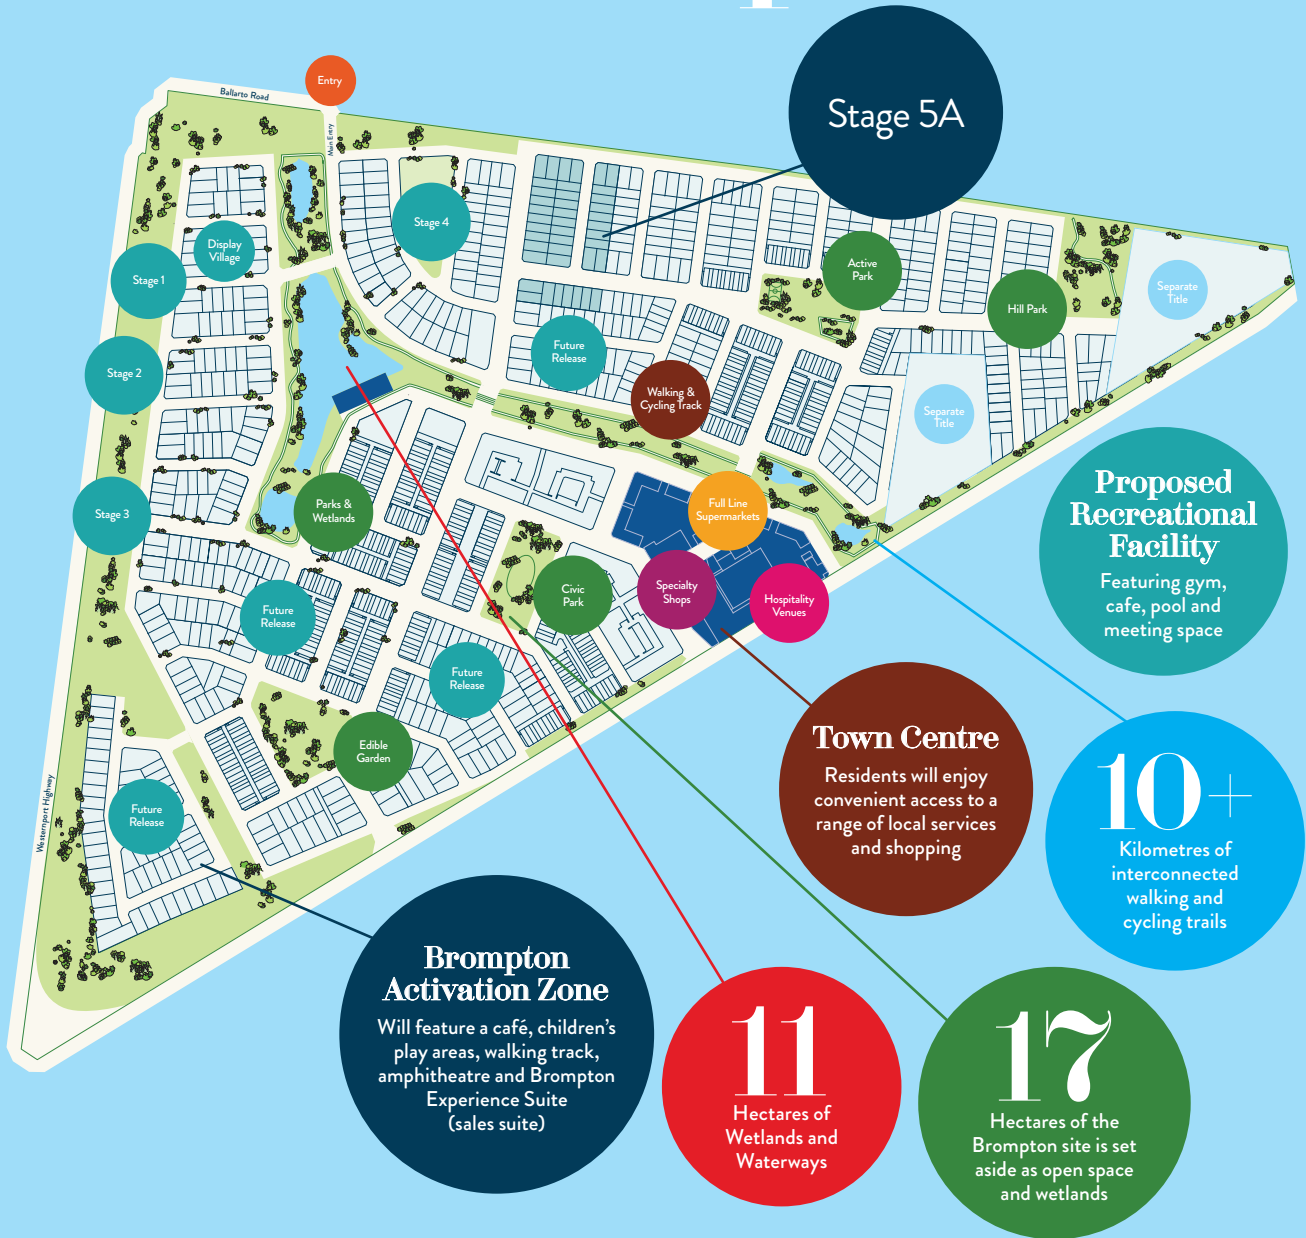 Entry
Ballarto Road
Main Entry
Stage 5A
Stage 4
Display
Village
Stage 1
Active
Park
Hill Park
Separate
Title
Future
Release
Stage 2
Walking &
Cycling Track
Separate
Title
Parks &
Wetlands
Full Line
Supermarkets
Stage 3
Proposed
Recreational
Facility
Featuring gym,
cafe, pool and
meeting space
Specialty
Shops
Hospitality
Venues
Civic
Park
Future
Release
Future
Release
Edible
Garden
Town Centre
Residents will enjoy
convenient access to a
range of local services
and shopping
10+
Kilometres of
interconnected
walking and
cycling trails
Westernport Highway
Future
Release
Brompton
Activation Zone
Will feature a café, children's
play areas, walking track,
amphitheatre and Brompton
Experience Suite
(sales suite)
11
Hectares of
Wetlands and
Waterways
17
Hectares of the
Brompton site is set
aside as open space
and wetlands